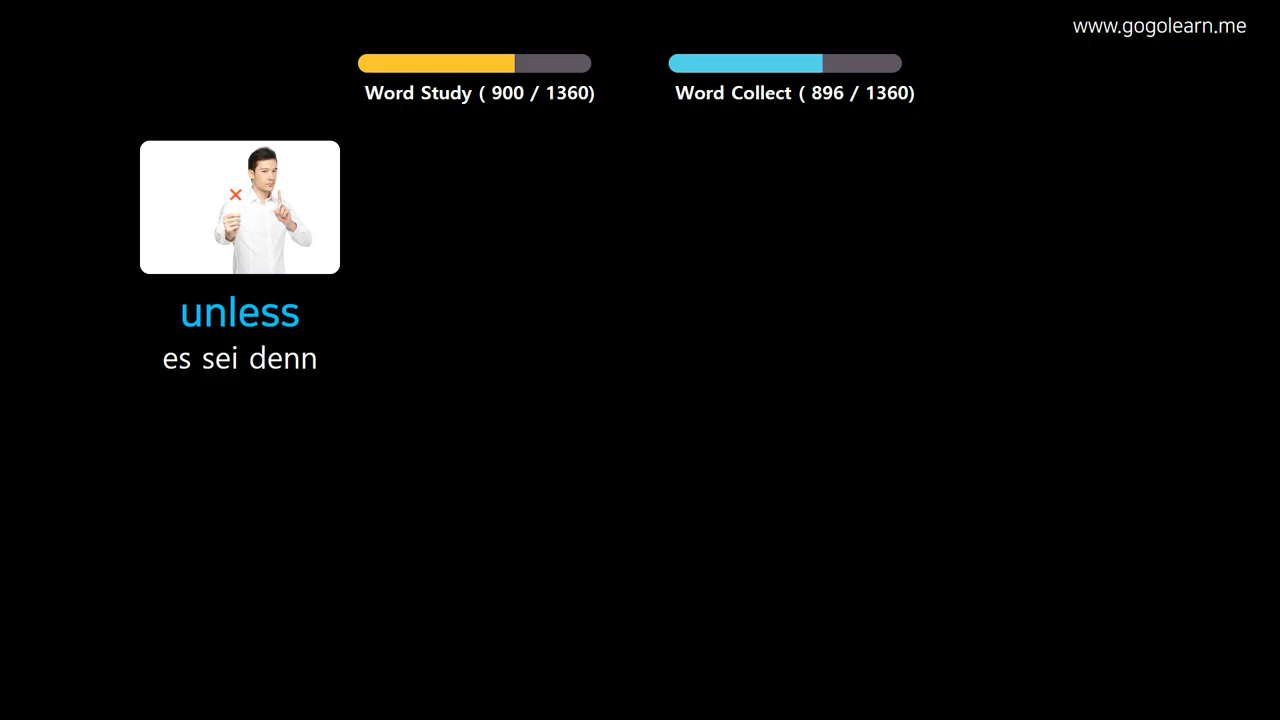 www.gogolearn.me
Word Study ( 900 / 1360)
Word Collect ( 896 / 1360)
unless
es sei denn